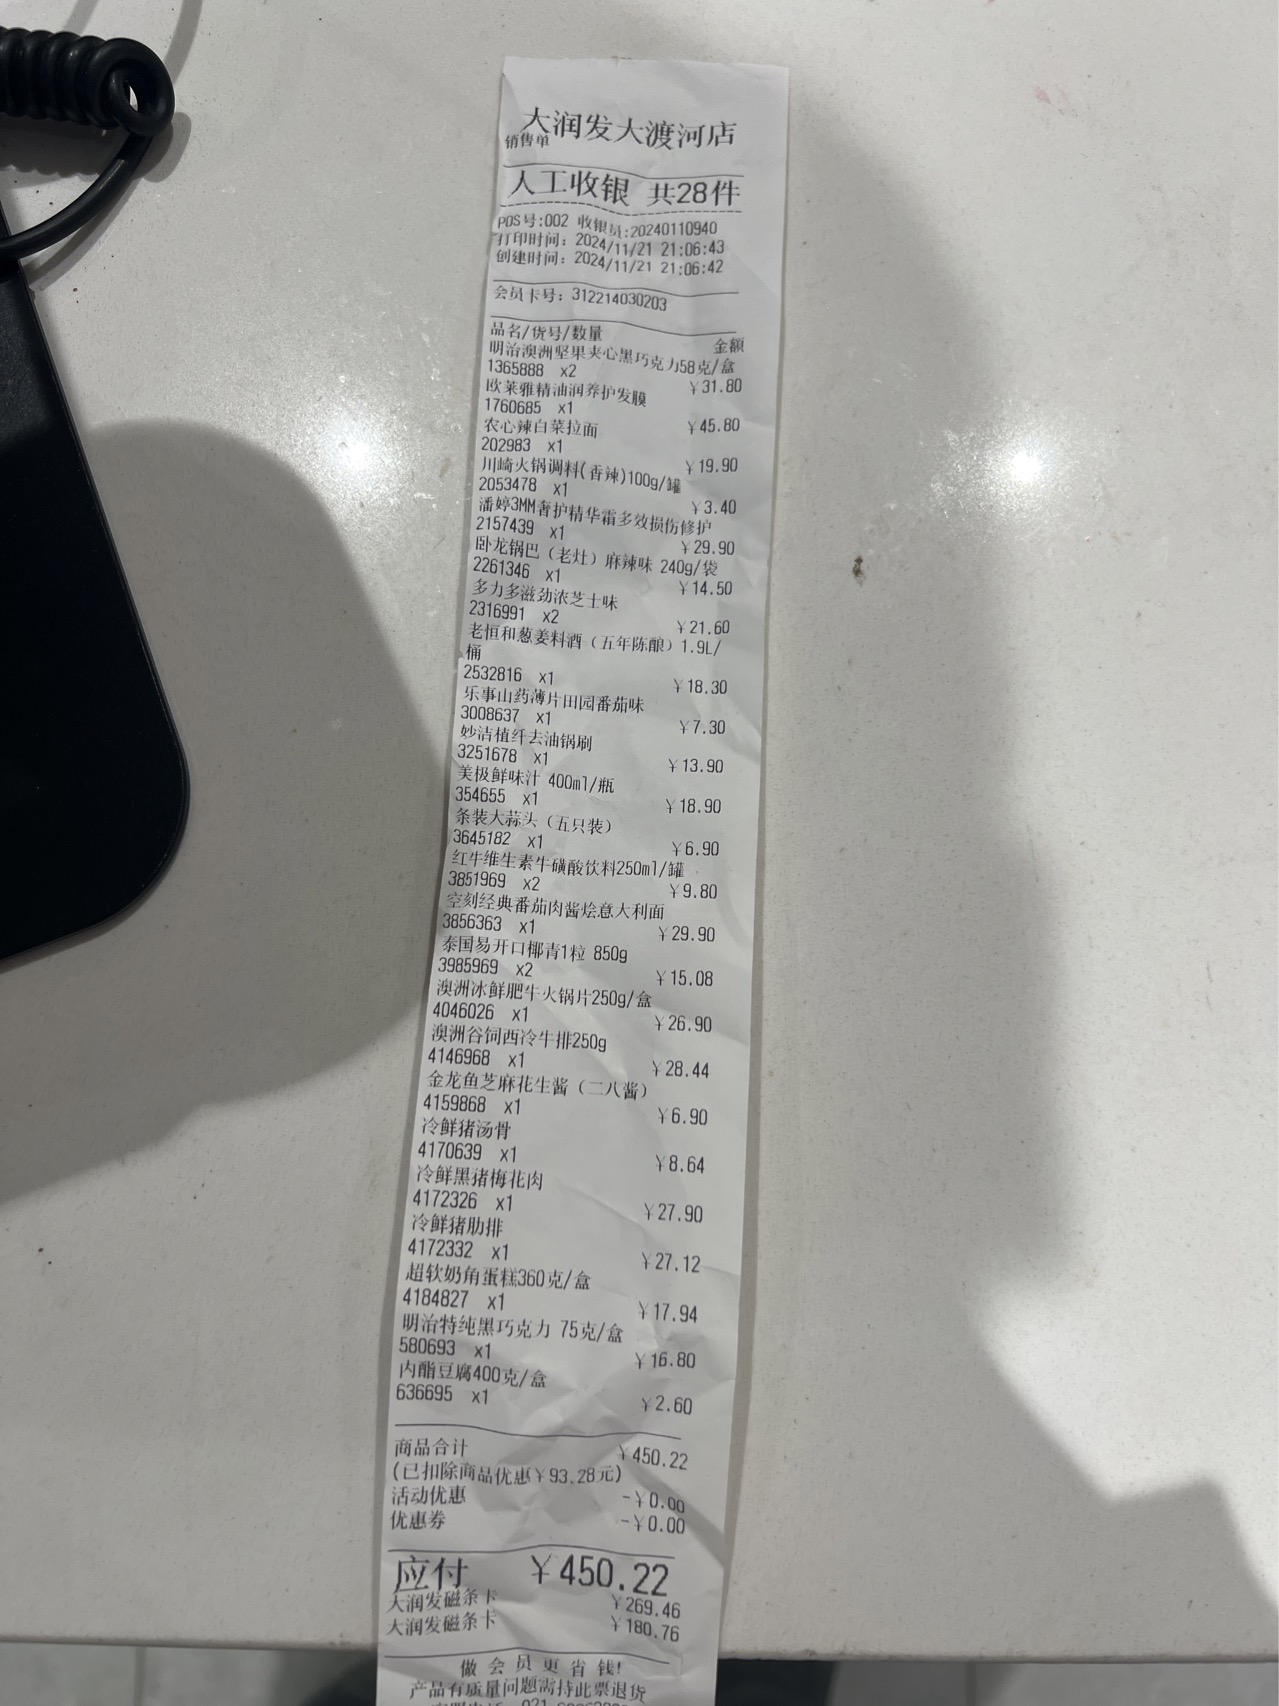 大润发大渡河店
销售单
人工收银 共28件
POS号:002 收银员:20240110940
打印时间: 2024/11/21 21:06:43
创建时间: 2024/11/21 21:06:42
会员卡号: 312214030203
品名/货号/数量 金额
明治澳洲坚果夹心黑巧克力58克/盒
1365888 x2 ¥31.80
欧莱雅精油润养护发膜
1760685 x1 ¥45.80
农心辣白菜拉面
202983 x1 ¥19.90
川崎火锅调料(香辣)100g/罐
2053478 x1 ¥3.40
潘婷3MM奢护精华霜多效损伤修护
2157439 x1 ¥29.90
卧龙锅巴（老灶）麻辣味 240g/袋
2261346 x1 ¥14.50
多力多滋劲浓芝士味
2316991 x2 ¥21.60
老恒和葱姜料酒（五年陈酿）1.9L/
桶
2532816 x1 ¥18.30
乐事山药薄片田园番茄味
3008637 x1 ¥7.30
妙洁植纤去油锅刷
3251678 x1 ¥13.90
美极鲜味汁 400ml/瓶
354655 x1 ¥18.90
条装大蒜头（五只装）
3645182 x1 ¥6.90
红牛维生素牛磺酸饮料250ml/罐
3851969 x2 ¥9.80
空刻经典番茄肉酱烩意大利面
3856363 x1 ¥29.90
泰国易开口椰青1粒 850g
3985969 x2 ¥15.08
澳洲冰鲜肥牛火锅片250g/盒
4046026 x1 ¥26.90
澳洲谷饲西冷牛排250g
4146968 x1 ¥28.44
金龙鱼芝麻花生酱（二八酱）
4159868 x1 ¥6.90
冷鲜猪汤骨
4170639 x1 ¥8.64
冷鲜黑猪梅花肉
4172326 x1 ¥27.90
冷鲜猪肋排
4172332 x1 ¥27.12
超软奶角蛋糕360克/盒
4184827 x1 ¥17.94
明治特纯黑巧克力 75克/盒
580693 x1 ¥16.80
内酯豆腐400克/盒
636695 x1 ¥2.60
商品合计 ¥450.22
(已扣除商品优惠¥93.28元)
活动优惠 -¥0.00
优惠券 -¥0.00
应付 ¥450.22
大润发磁条卡 ¥269.46
大润发磁条卡 ¥180.76
做会员更省钱!
产品有质量问题需持此票退货